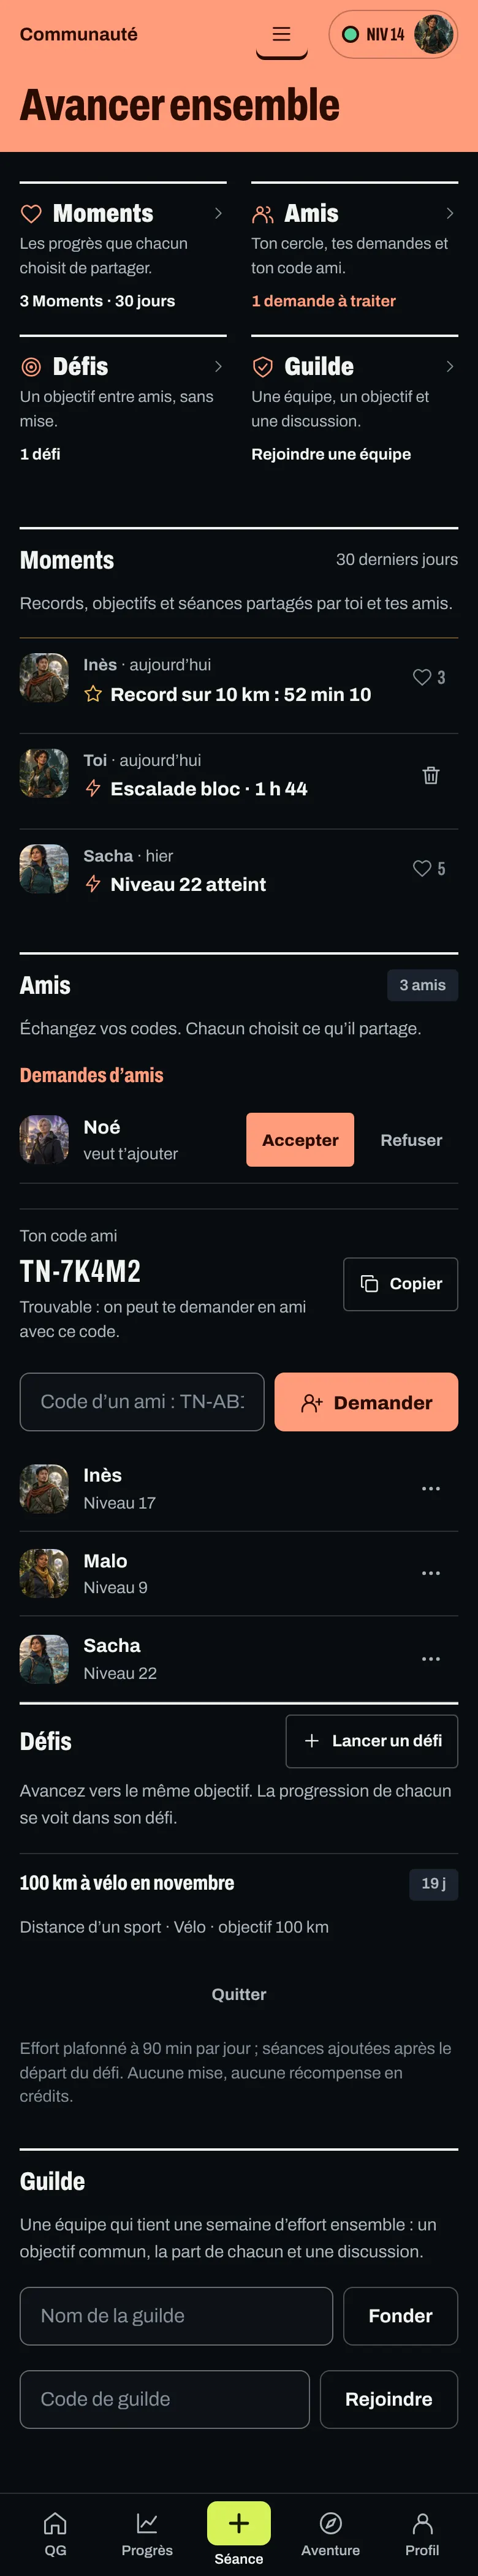 Communauté
NIV 14
Avancer ensemble
Moments
Les progrès que chacun
choisit de partager.
3 Moments · 30 jours
Amis
Ton cercle, tes demandes et
ton code ami.
1 demande à traiter
Défis
Un objectif entre amis, sans
mise.
1 défi
Guilde
Une équipe, un objectif et
une discussion.
Rejoindre une équipe
Moments
30 derniers jours
Records, objectifs et séances partagés par toi et tes amis.
Inès · aujourd’hui
Record sur 10 km : 52 min 10
3
Toi · aujourd’hui
Escalade bloc · 1 h 44
Sacha · hier
Niveau 22 atteint
5
Amis
3 amis
Échangez vos codes. Chacun choisit ce qu’il partage.
Demandes d’amis
Noé
veut t’ajouter
Accepter
Refuser
Ton code ami
TN-7K4M2
Trouvable : on peut te demander en ami
avec ce code.
Copier
Code d’un ami : TN-AB
Demander
Inès
Niveau 17
Malo
Niveau 9
Sacha
Niveau 22
Défis
Lancer un défi
Avancez vers le même objectif. La progression de chacun
se voit dans son défi.
100 km à vélo en novembre
19 j
Distance d’un sport · Vélo · objectif 100 km
Quitter
Effort plafonné à 90 min par jour ; séances ajoutées après le
départ du défi. Aucune mise, aucune récompense en
crédits.
Guilde
Une équipe qui tient une semaine d’effort ensemble : un
objectif commun, la part de chacun et une discussion.
Nom de la guilde
Fonder
Code de guilde
Rejoindre
QG
Progrès
Séance
Aventure
Profil